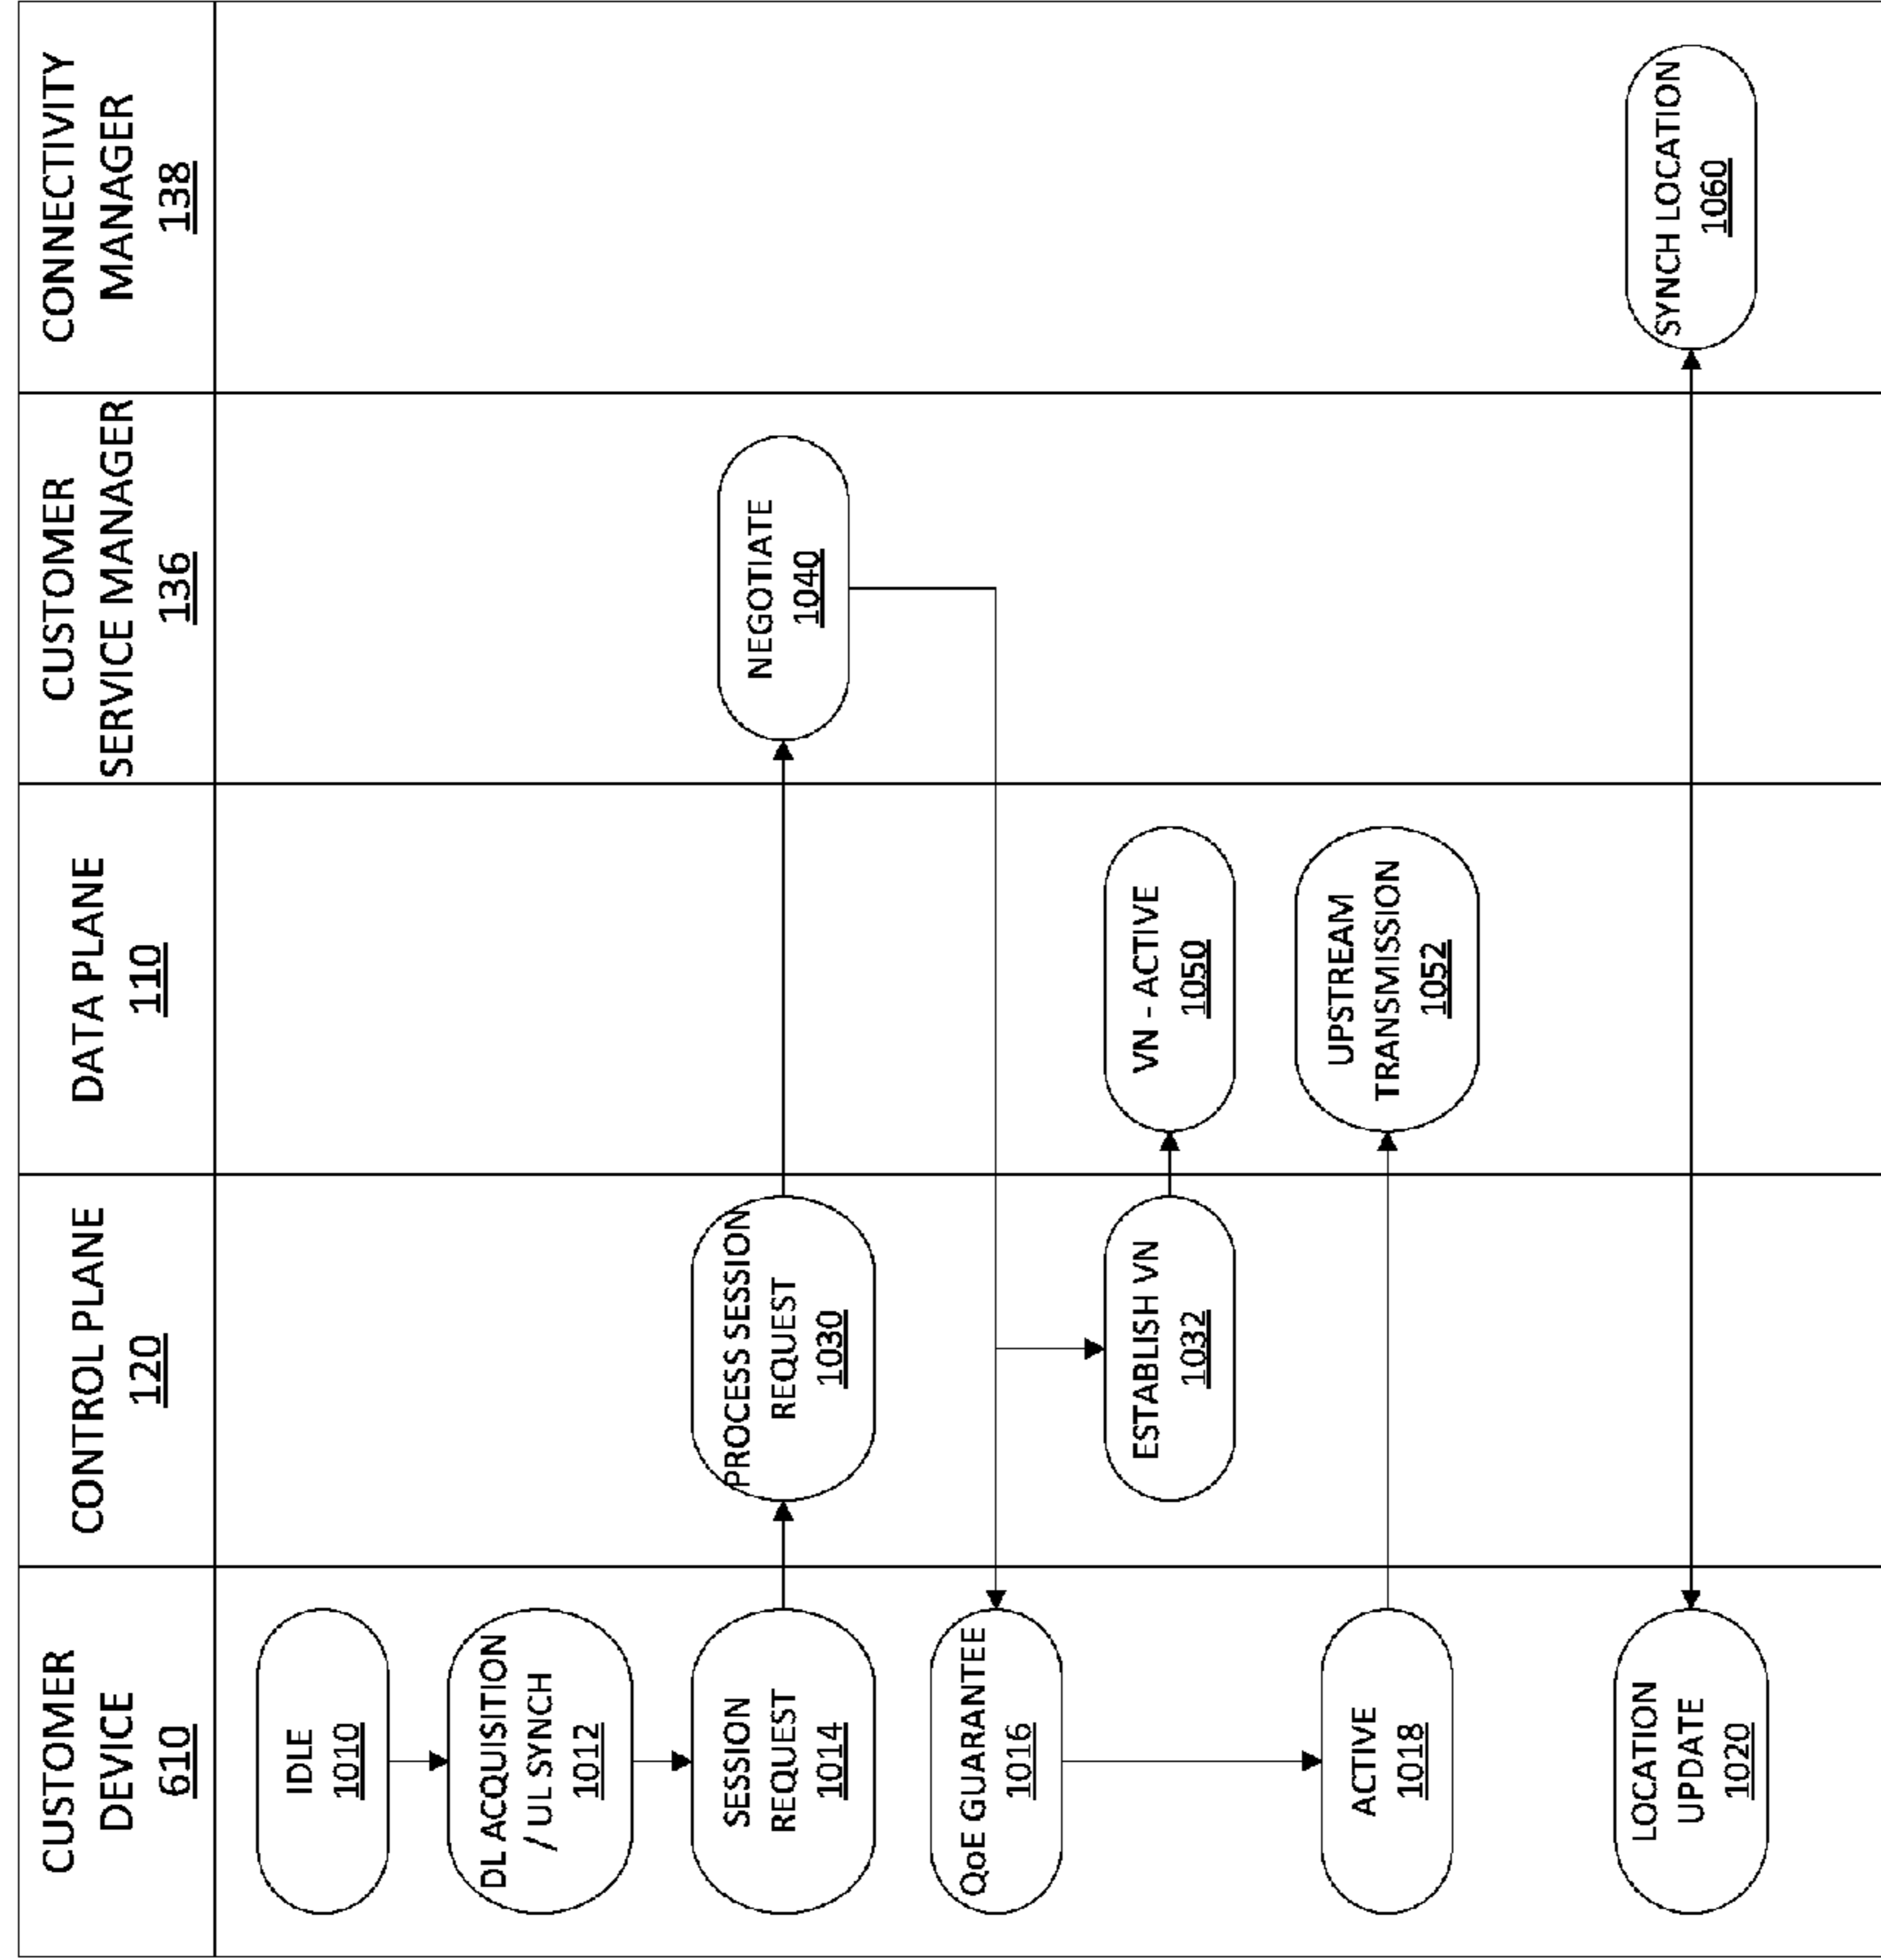 CUSTOMER
DEVICE
610
CONTROL PLANE
120
DATA PLANE
110
CUSTOMER
SERVICE MANAGER
136
CONNECTIVITY
MANAGER
138
IDLE
1010
DL ACQUISITION
/ UL SYNCH
1012
SESSION
REQUEST
1014
PROCESS SESSION
REQUEST
1030
NEGOTIATE
1040
QoE GUARANTEE
1016
ESTABLISH VN
1032
VN - ACTIVE
1050
ACTIVE
1018
UPSTREAM
TRANSMISSION
1052
LOCATION
UPDATE
1020
SYNCH LOCATION
1060